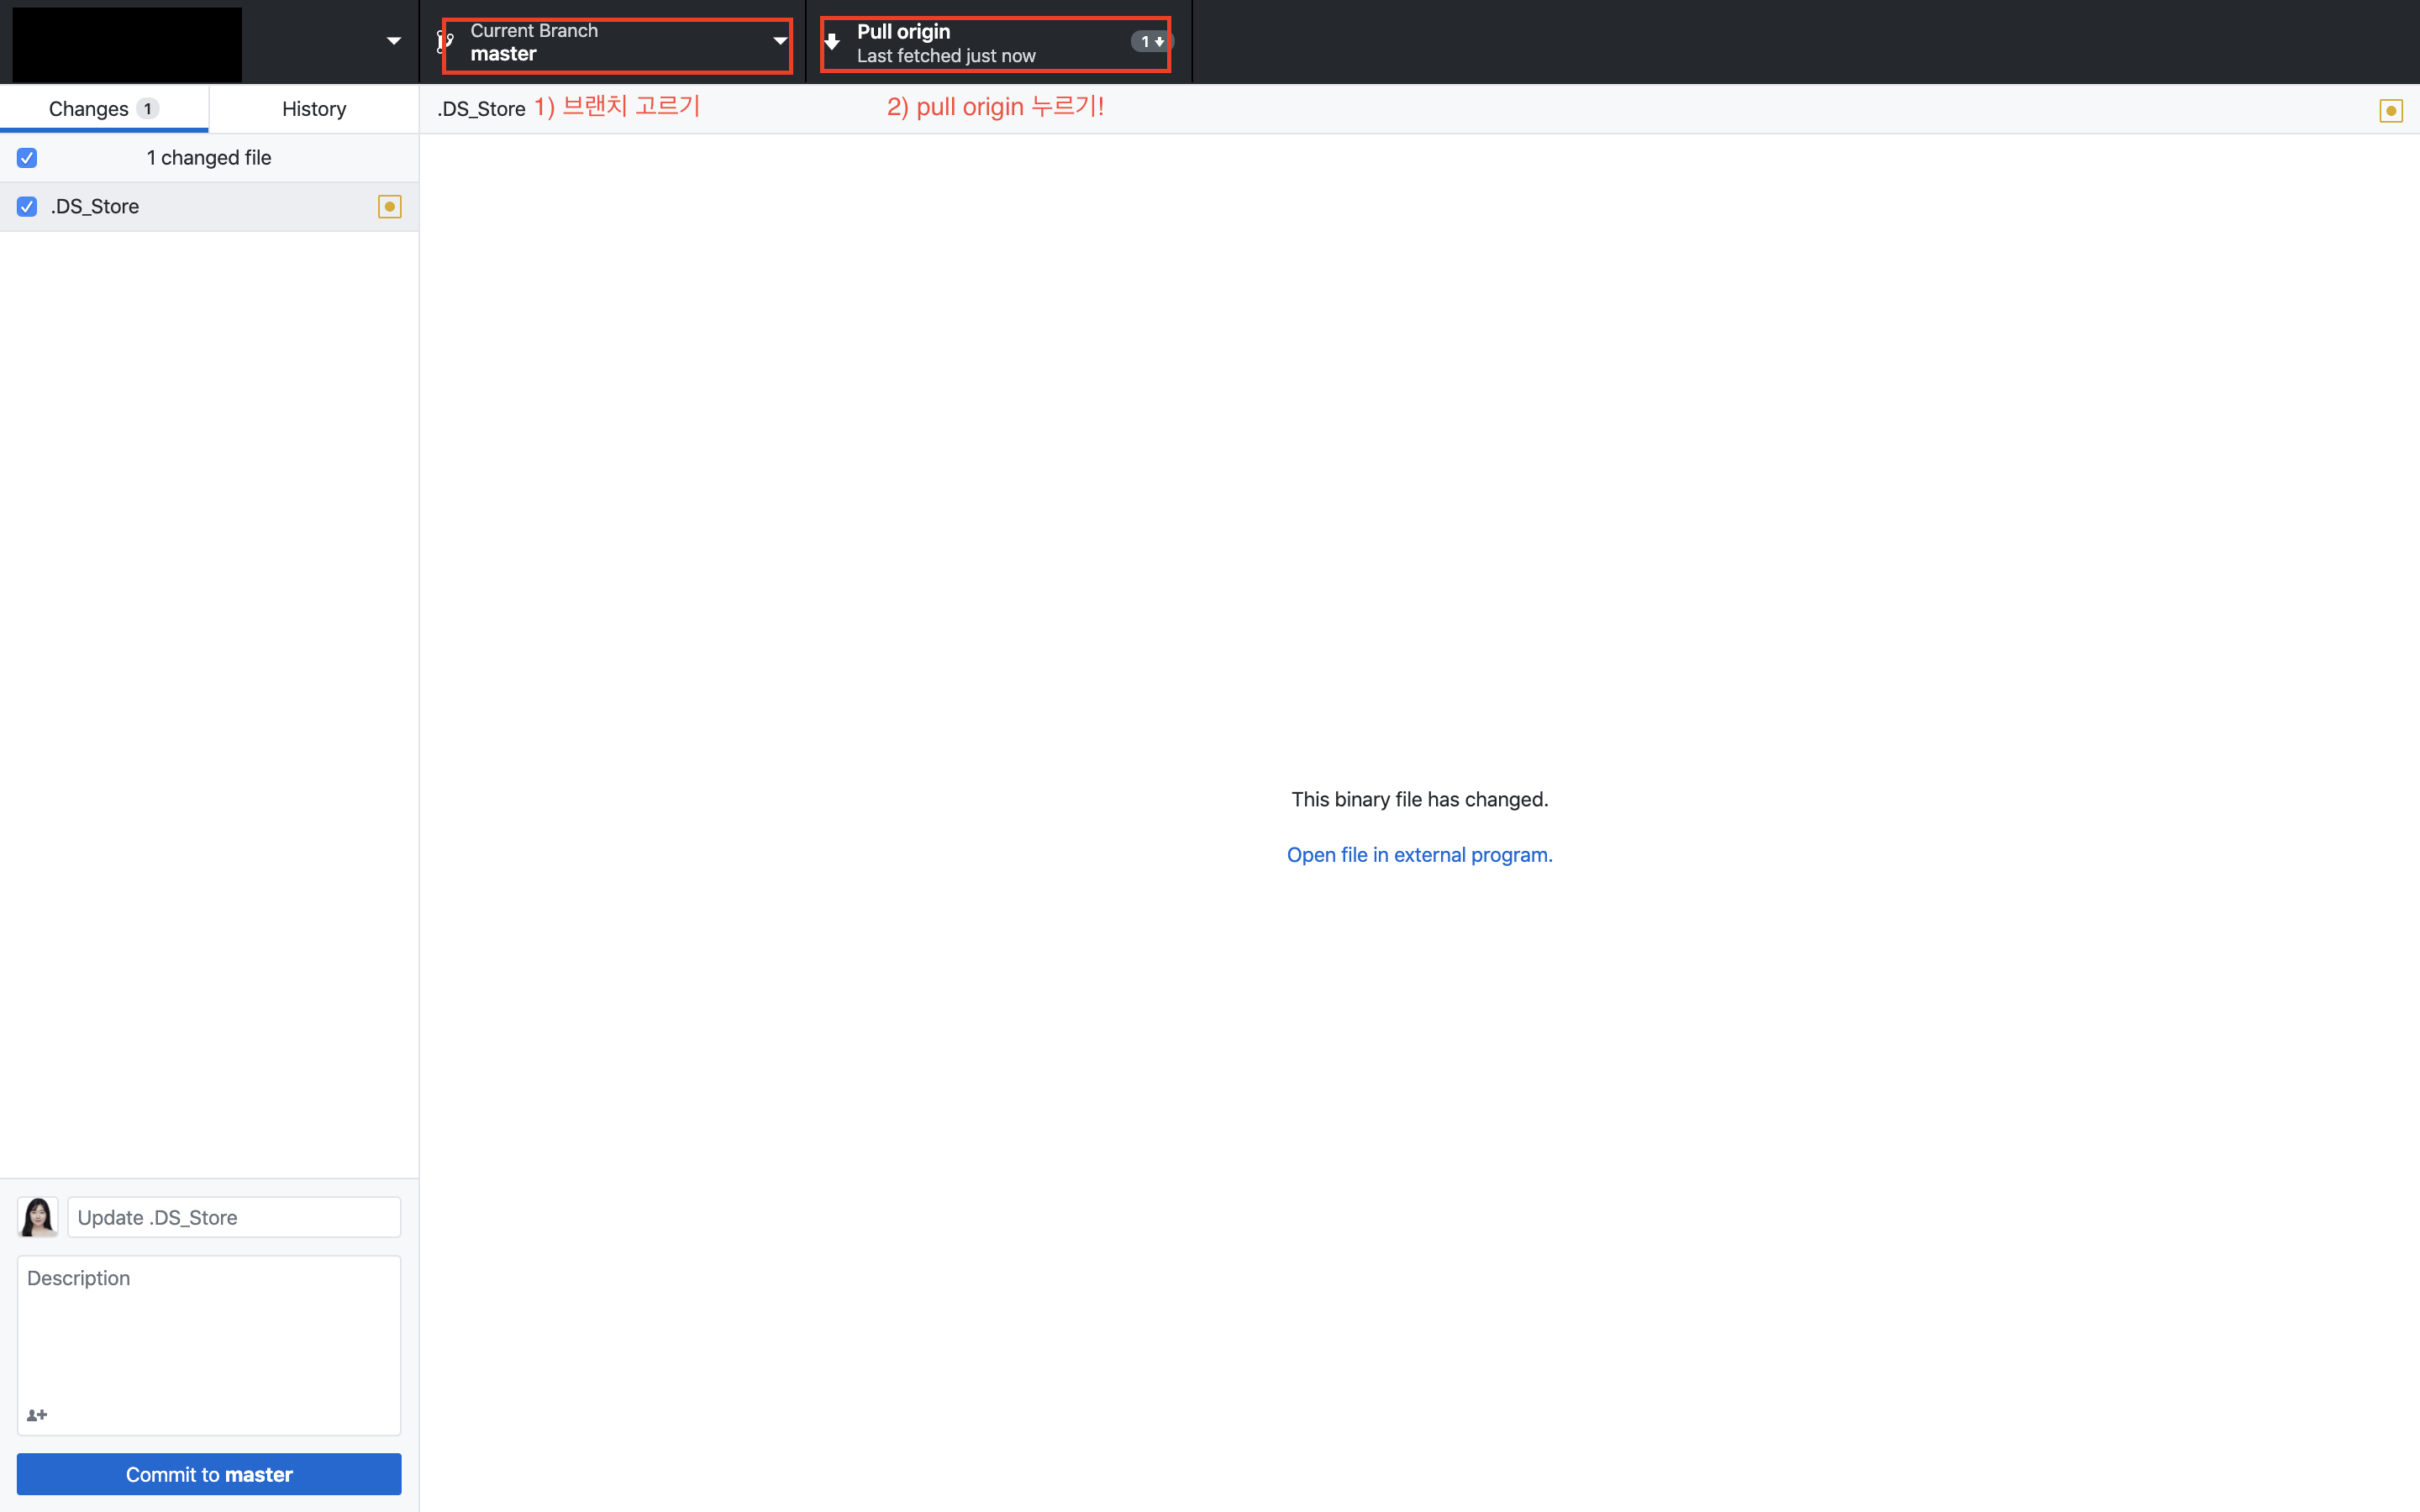 Current Branch
master
Pull origin
Last fetched just now
1
Changes 1
History
.DS_Store 1) 브랜치 고르기
2) pull origin 누르기!
1 changed file
.DS_Store
This binary file has changed.
Open file in external program.
Update .DS_Store
Description
Commit to master